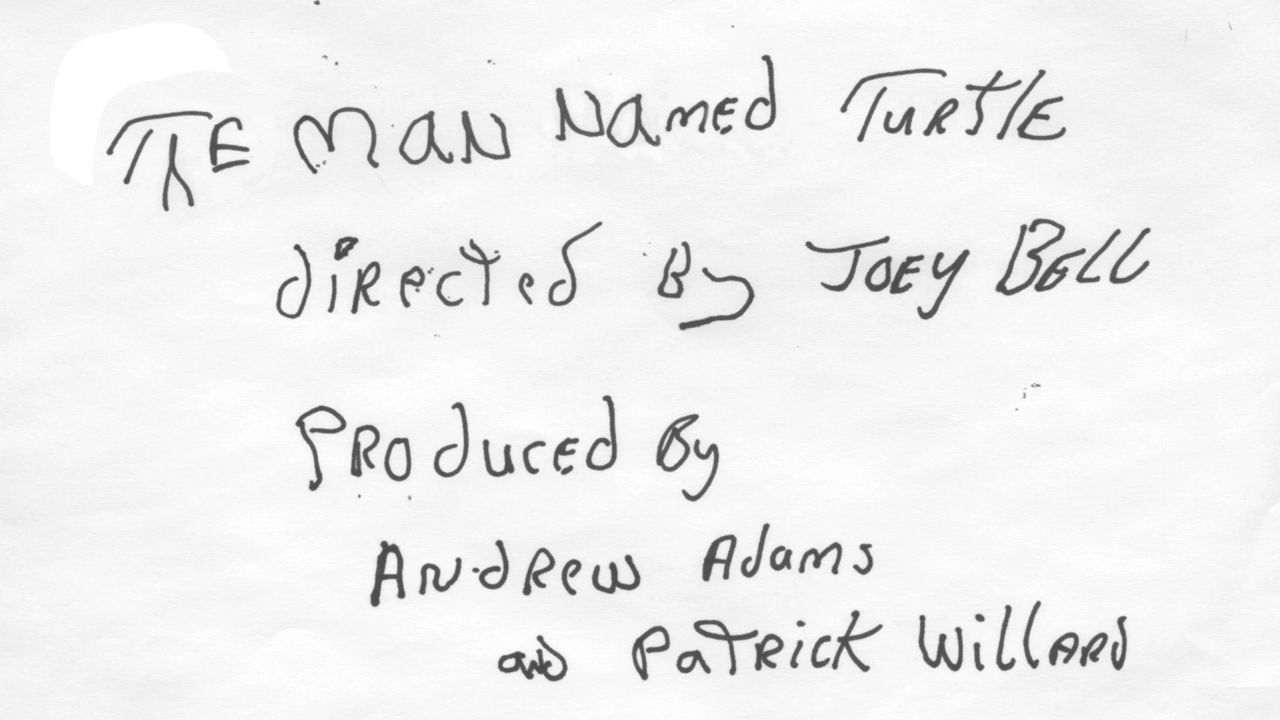 THE MAN NAMED TURTLE
directed By JOEY BELL
PRODUCED By
ANDREW Adams
and PATRICK WILLARD